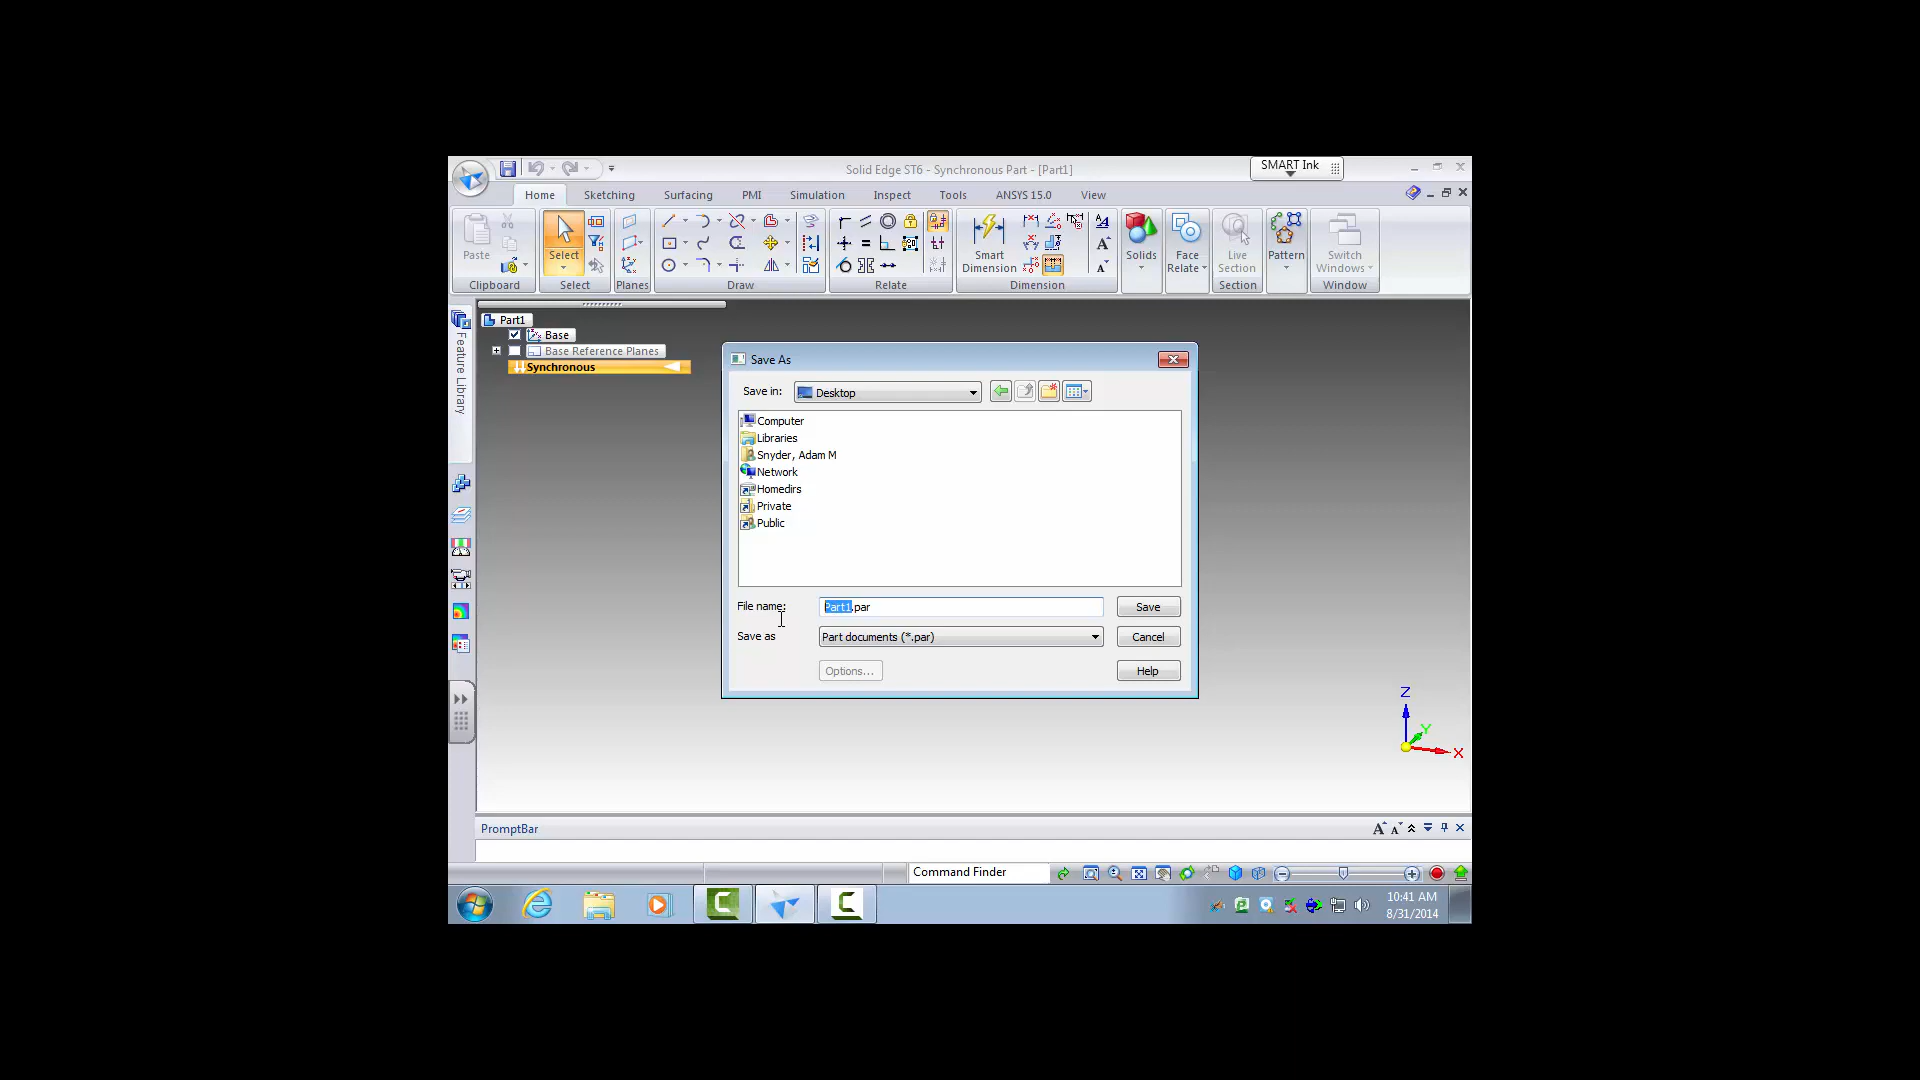 Solid Edge ST6 - Synchronous Part - [Part1]
SMART Ink
Home Sketching Surfacing PMI Simulation Inspect Tools ANSYS 15.0 View
Paste
Select
Smart
Dimension
Solids
Face
Relate
Live
Section
Pattern
Switch
Windows
Clipboard Select Planes Draw Relate Dimension Section Window
Feature Library
Part1
Base
Base Reference Planes
Synchronous
Save As
Save in: Desktop
Computer
Libraries
Snyder, Adam M
Network
Homedirs
Private
Public
File name: Part1.par Save
Save as Part documents (*.par) Cancel
Options... Help
Z
Y
X
PromptBar
Command Finder
10:41 AM
8/31/2014